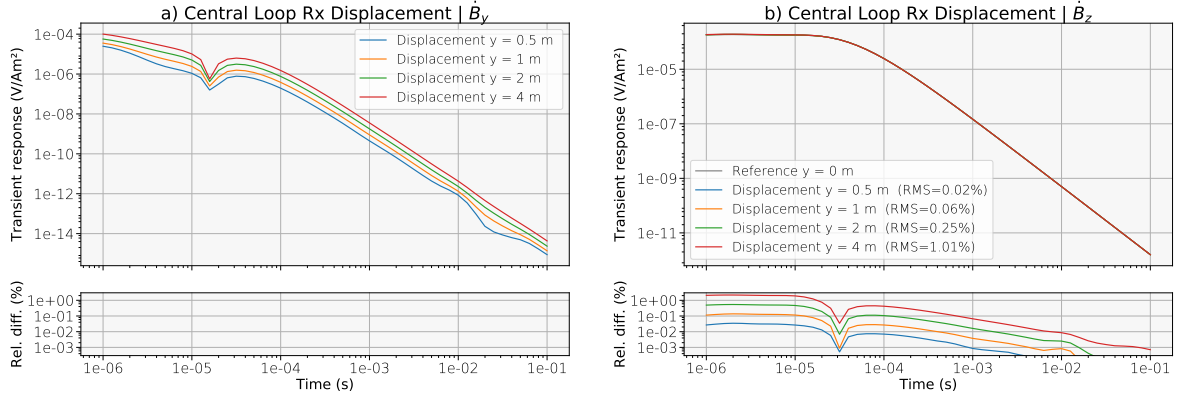 a) Central Loop Rx Displacement | Ḃy
Transient response (V/Am²)
1e-04
1e-06
1e-08
1e-10
1e-12
1e-14
Displacement y = 0.5 m
Displacement y = 1 m
Displacement y = 2 m
Displacement y = 4 m
Rel. diff. (%)
1e+00
1e-01
1e-02
1e-03
1e-06
1e-05
1e-04
1e-03
1e-02
1e-01
Time (s)
b) Central Loop Rx Displacement | Ḃz
Transient response (V/Am²)
1e-05
1e-07
1e-09
1e-11
Reference y = 0 m
Displacement y = 0.5 m (RMS=0.02%)
Displacement y = 1 m (RMS=0.06%)
Displacement y = 2 m (RMS=0.25%)
Displacement y = 4 m (RMS=1.01%)
Rel. diff. (%)
1e+00
1e-01
1e-02
1e-03
1e-06
1e-05
1e-04
1e-03
1e-02
1e-01
Time (s)